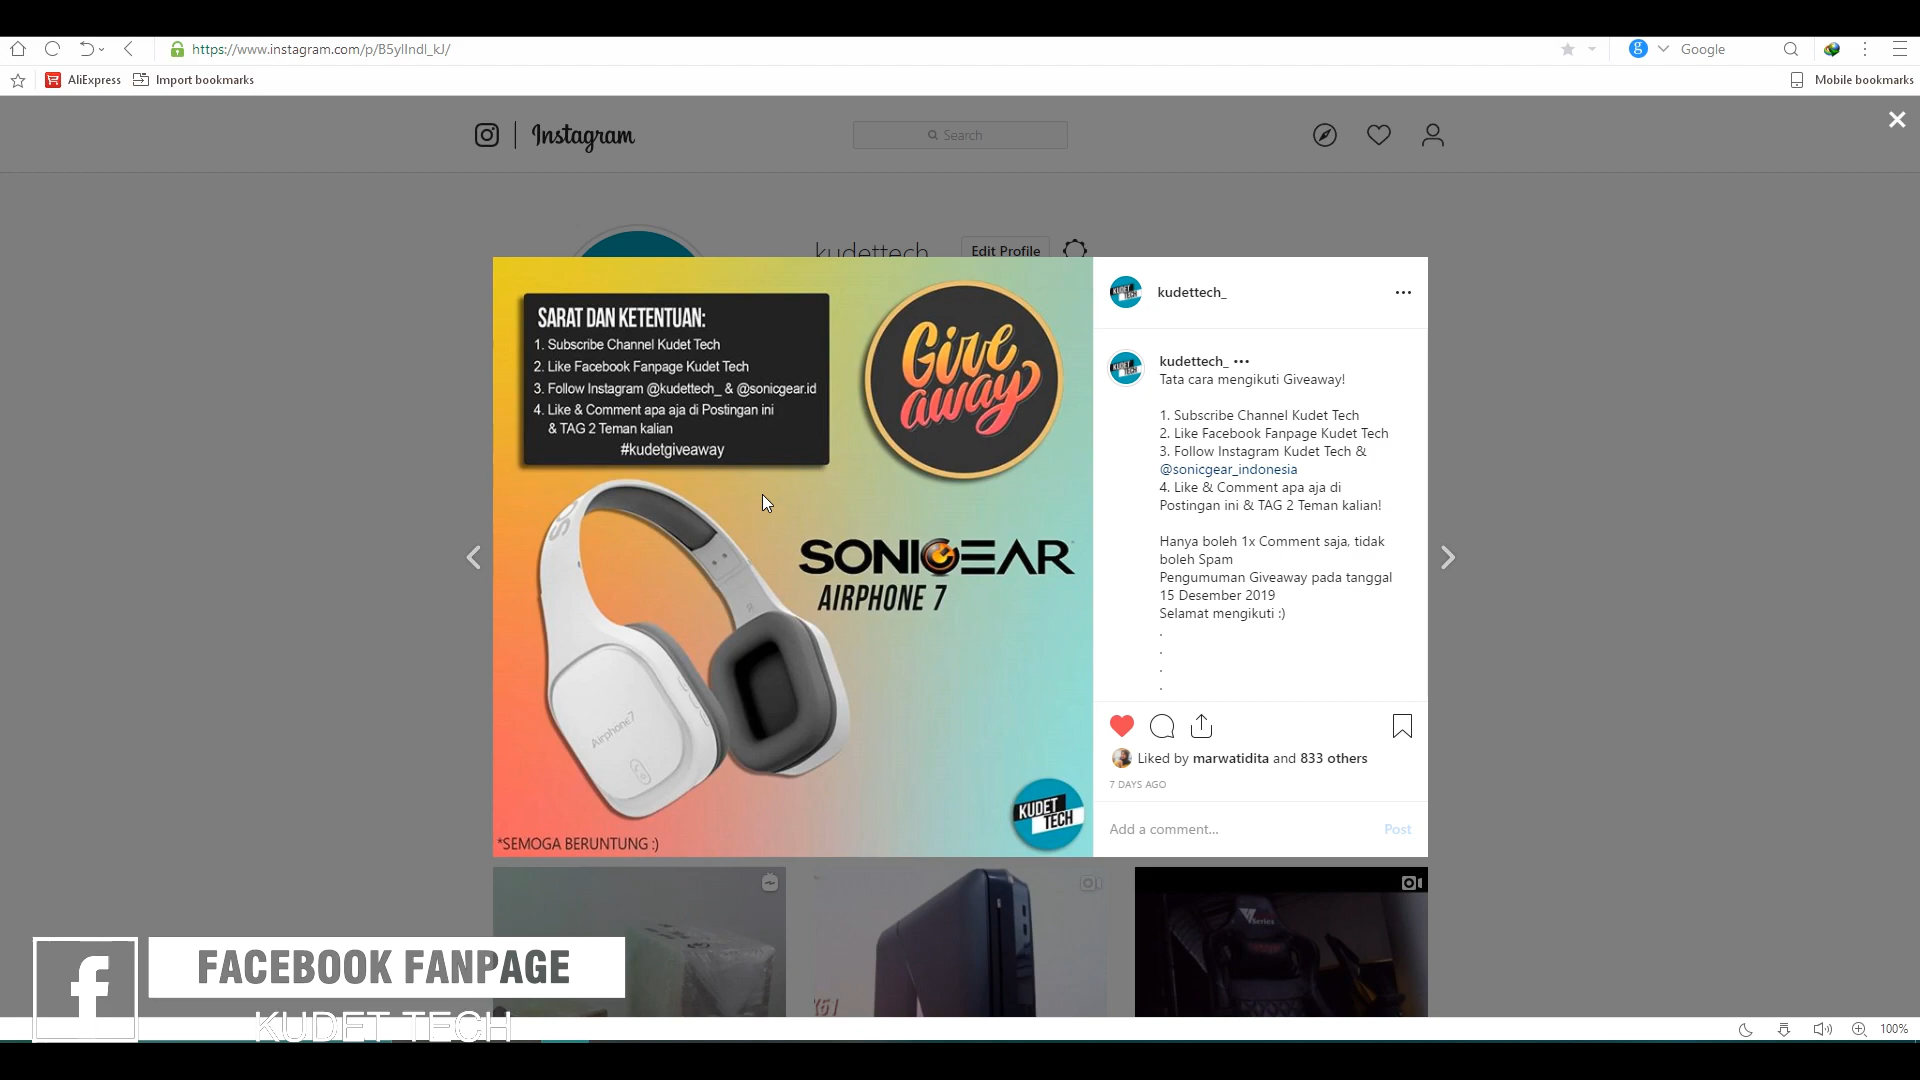 https://www.instagram.com/p/B5ylIndl_kJ/
Google
AliExpress
Import bookmarks
Mobile bookmarks
Instagram
Search
kudettech_
Edit Profile
SARAT DAN KETENTUAN:
1. Subscribe Channel Kudet Tech
2. Like Facebook Fanpage Kudet Tech
3. Follow Instagram @kudettech_ & @sonicgear.id
4. Like & Comment apa aja di Postingan ini
& TAG 2 Teman kalian
#kudetgiveaway
Give
away
SONICGEAR
AIRPHONE 7
Airphone7
KUDET
TECH
*SEMOGA BERUNTUNG :)
kudettech_
kudettech_
Tata cara mengikuti Giveaway!
1. Subscribe Channel Kudet Tech
2. Like Facebook Fanpage Kudet Tech
3. Follow Instagram Kudet Tech &
@sonicgear_indonesia
4. Like & Comment apa aja di
Postingan ini & TAG 2 Teman kalian!
Hanya boleh 1x Comment saja, tidak
boleh Spam
Pengumuman Giveaway pada tanggal
15 Desember 2019
Selamat mengikuti :)
.
.
.
.
Liked by marwatidita and 833 others
7 DAYS AGO
Add a comment...
Post
Series
FACEBOOK FANPAGE
KUDET TECH
100%